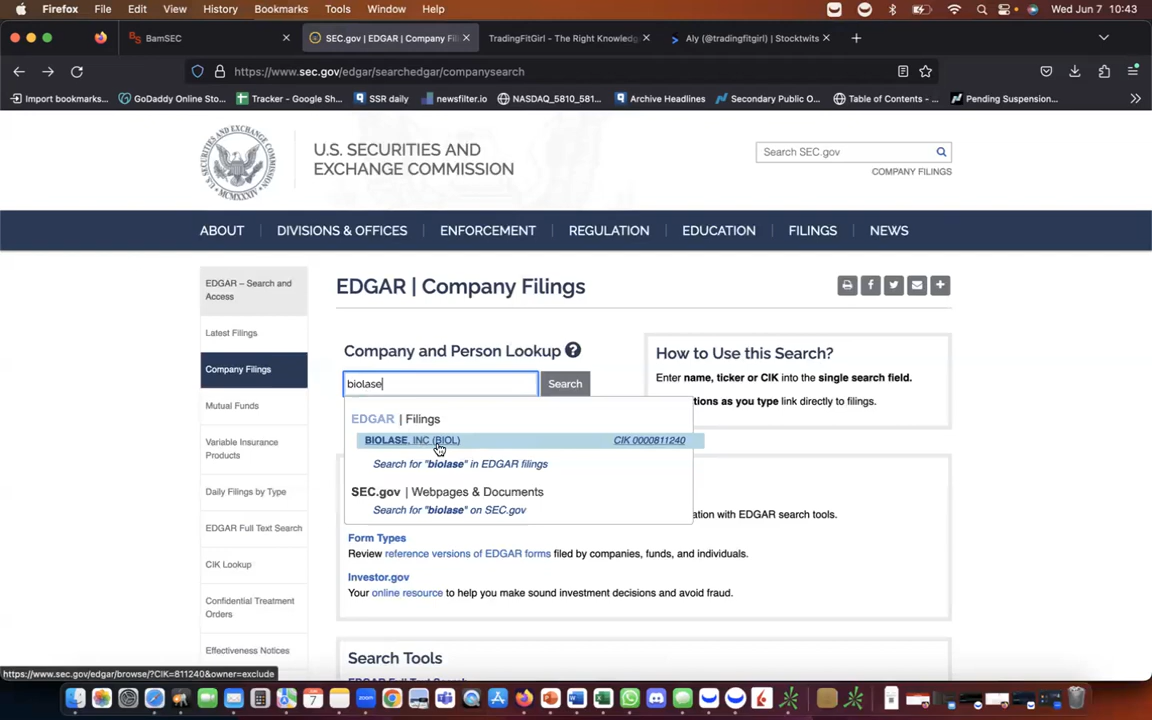 Firefox File Edit View History Bookmarks Tools Window Help Wed Jun 7 10:43
BamSEC SEC.gov | EDGAR | Company Fili TradingFitGirl - The Right Knowledg Aly (@tradingfitgirl) | Stocktwits
https://www.sec.gov/edgar/searchedgar/companysearch
Import bookmarks... GoDaddy Online Sto... Tracker - Google Sh... SSR daily newsfilter.io NASDAQ_5810_581... Archive Headlines Secondary Public O... Table of Contents - ... Pending Suspension...
U.S. SECURITIES AND
EXCHANGE COMMISSION
Search SEC.gov
COMPANY FILINGS
ABOUT DIVISIONS & OFFICES ENFORCEMENT REGULATION EDUCATION FILINGS NEWS
EDGAR – Search and
Access
Latest Filings
Company Filings
Mutual Funds
Variable Insurance
Products
Daily Filings by Type
EDGAR Full Text Search
CIK Lookup
Confidential Treatment
Orders
Effectiveness Notices
EDGAR | Company Filings
Company and Person Lookup
biolase Search
EDGAR | Filings
BIOLASE, INC (BIOL) CIK 0000811240
Search for "biolase" in EDGAR filings
SEC.gov | Webpages & Documents
Search for "biolase" on SEC.gov
How to Use this Search?
Enter name, ticker or CIK into the single search field.
as you type link directly to filings.
with EDGAR search tools.
Form Types
Review reference versions of EDGAR forms filed by companies, funds, and individuals.
Investor.gov
Your online resource to help you make sound investment decisions and avoid fraud.
Search Tools
https://www.sec.gov/edgar/browse/?CIK=811240&owner=exclude